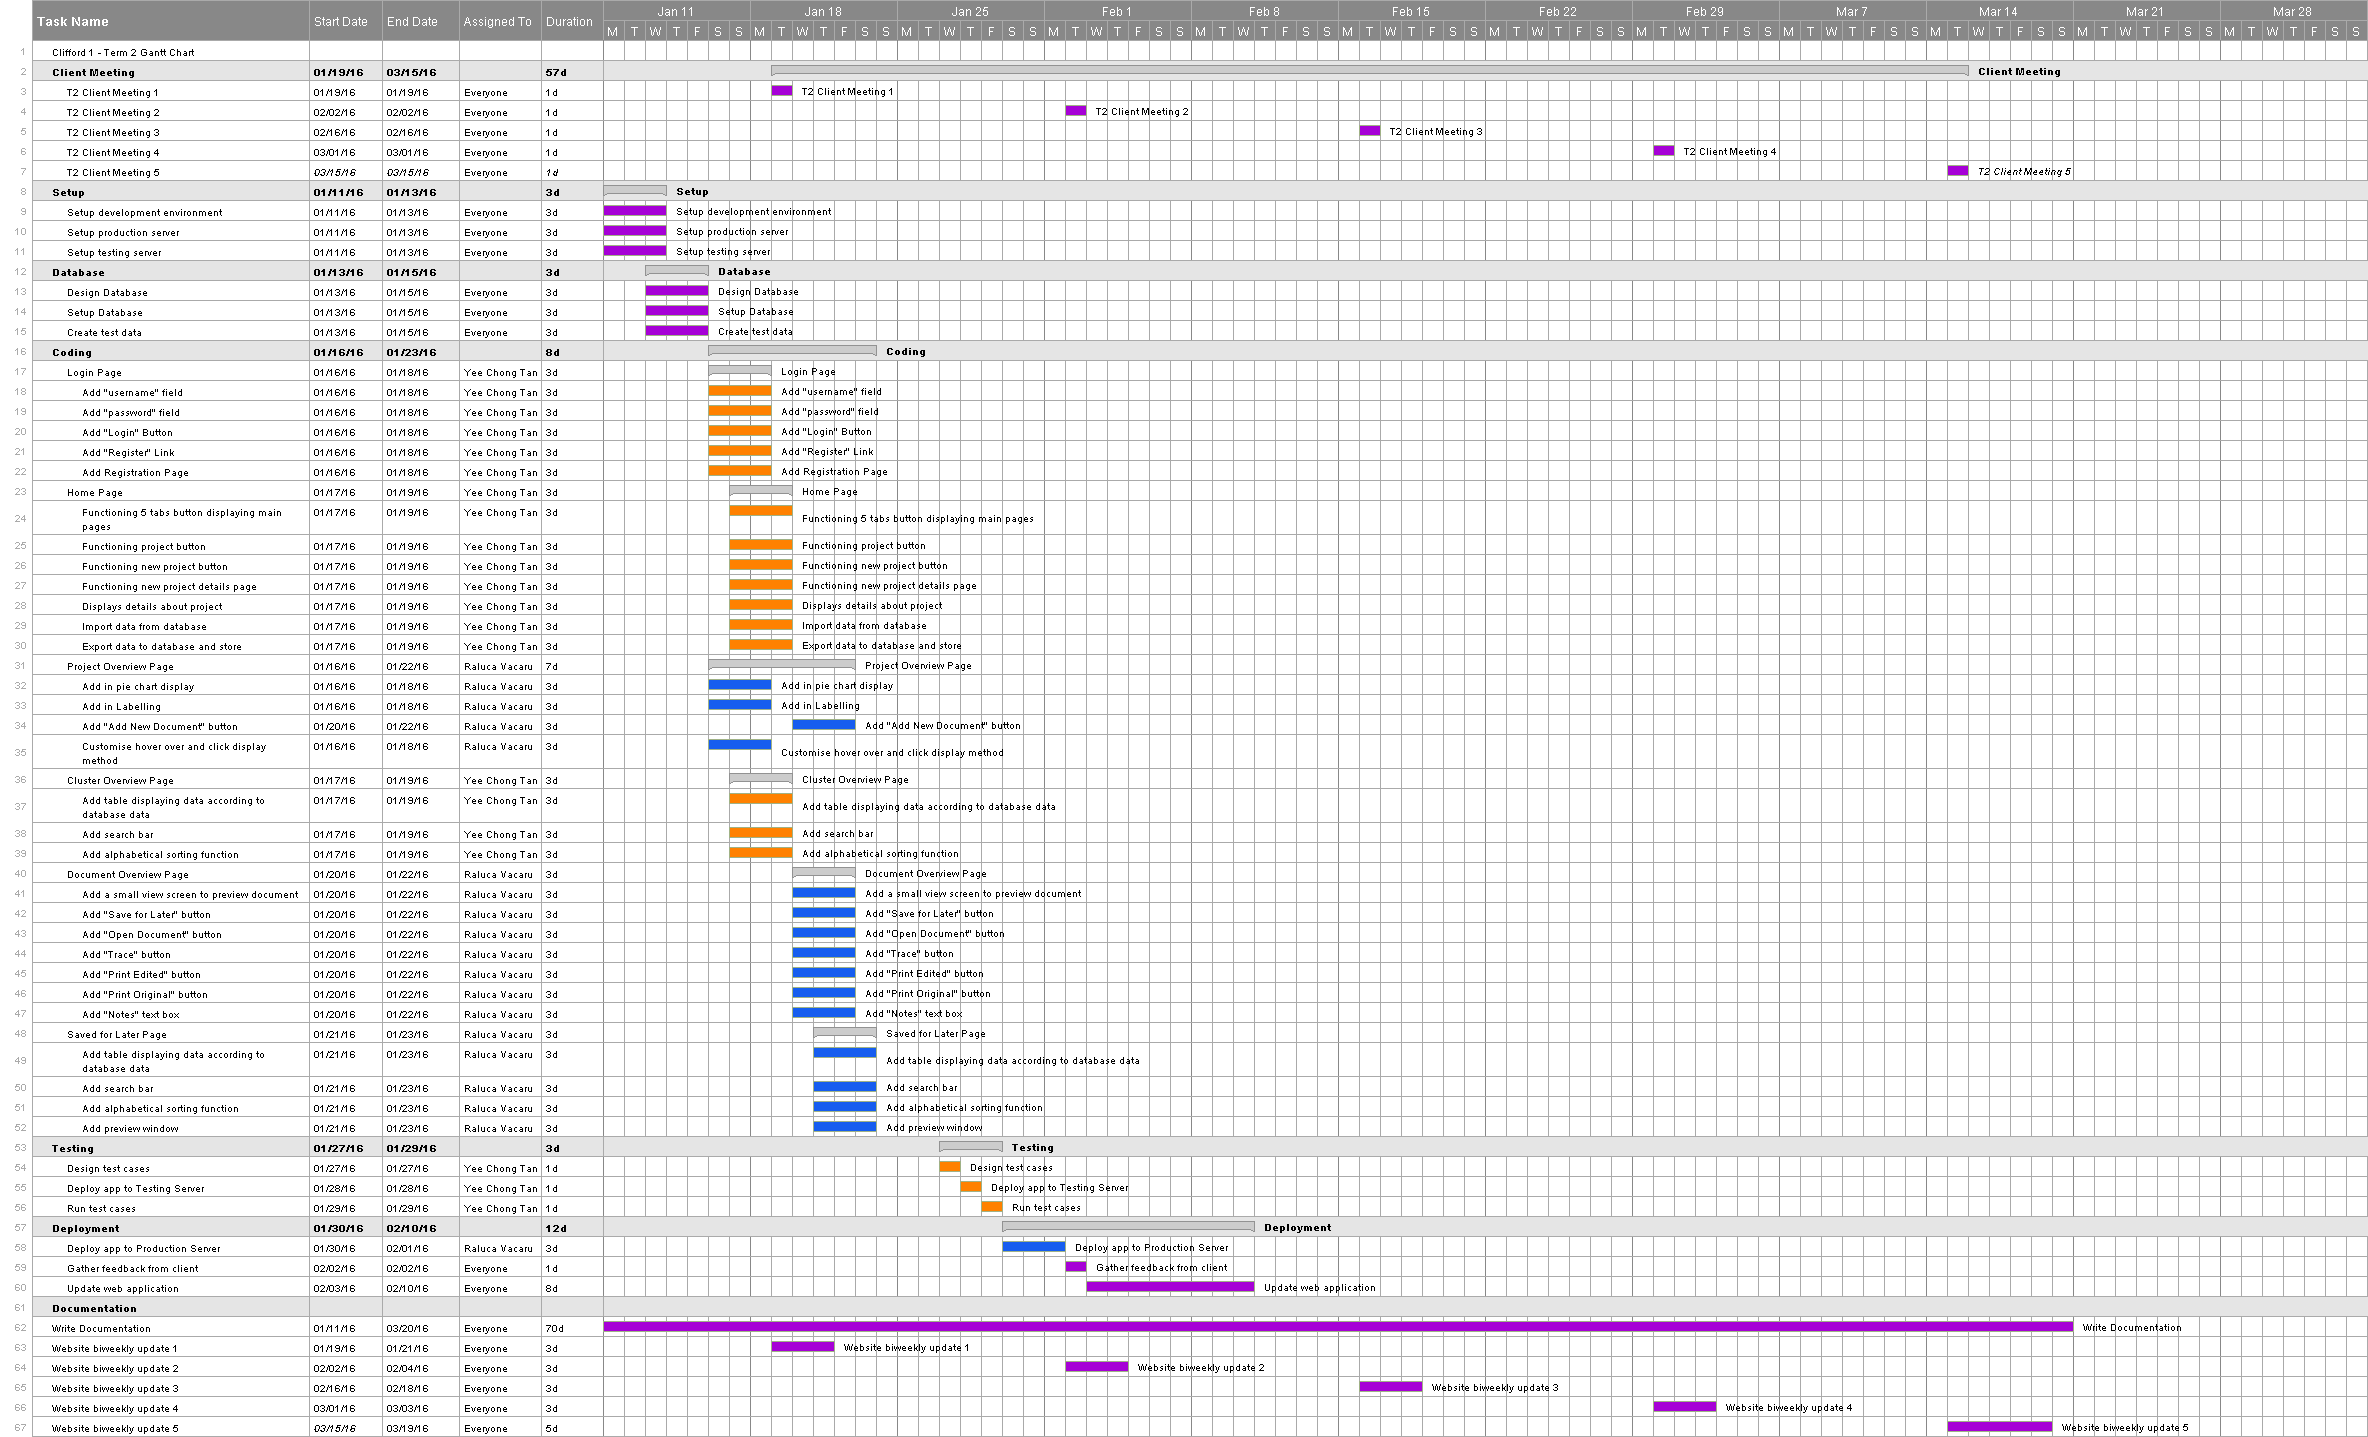 Task Name Start Date End Date Assigned To Duration Jan 11 Jan 18 Jan 25 Feb 1 Feb 8 Feb 15 Feb 22 Feb 29 Mar 7 Mar 14 Mar 21 Mar 28
M T W T F S S M T W T F S S M T W T F S S M T W T F S S M T W T F S S M T W T F S S M T W T F S S M T W T F S S M T W T F S S M T W T F S S M T W T F S S M T W T F S S
1 Clifford 1 - Term 2 Gantt Chart
2 Client Meeting 01/19/16 03/15/16 57d Client Meeting
3 T2 Client Meeting 1 01/19/16 01/19/16 Everyone 1d T2 Client Meeting 1
4 T2 Client Meeting 2 02/02/16 02/02/16 Everyone 1d T2 Client Meeting 2
5 T2 Client Meeting 3 02/16/16 02/16/16 Everyone 1d T2 Client Meeting 3
6 T2 Client Meeting 4 03/01/16 03/01/16 Everyone 1d T2 Client Meeting 4
7 T2 Client Meeting 5 03/15/16 03/15/16 Everyone 1d T2 Client Meeting 5
8 Setup 01/11/16 01/13/16 3d Setup
9 Setup development environment 01/11/16 01/13/16 Everyone 3d Setup development environment
10 Setup production server 01/11/16 01/13/16 Everyone 3d Setup production server
11 Setup testing server 01/11/16 01/13/16 Everyone 3d Setup testing server
12 Database 01/13/16 01/15/16 3d Database
13 Design Database 01/13/16 01/15/16 Everyone 3d Design Database
14 Setup Database 01/13/16 01/15/16 Everyone 3d Setup Database
15 Create test data 01/13/16 01/15/16 Everyone 3d Create test data
16 Coding 01/16/16 01/23/16 8d Coding
17 Login Page 01/16/16 01/18/16 Yee Chong Tan 3d Login Page
18 Add "username" field 01/16/16 01/18/16 Yee Chong Tan 3d Add "username" field
19 Add "password" field 01/16/16 01/18/16 Yee Chong Tan 3d Add "password" field
20 Add "Login" Button 01/16/16 01/18/16 Yee Chong Tan 3d Add "Login" Button
21 Add "Register" Link 01/16/16 01/18/16 Yee Chong Tan 3d Add "Register" Link
22 Add Registration Page 01/16/16 01/18/16 Yee Chong Tan 3d Add Registration Page
23 Home Page 01/17/16 01/19/16 Yee Chong Tan 3d Home Page
24 Functioning 5 tabs button displaying main 01/17/16 01/19/16 Yee Chong Tan 3d Functioning 5 tabs button displaying main pages
pages
25 Functioning project button 01/17/16 01/19/16 Yee Chong Tan 3d Functioning project button
26 Functioning new project button 01/17/16 01/19/16 Yee Chong Tan 3d Functioning new project button
27 Functioning new project details page 01/17/16 01/19/16 Yee Chong Tan 3d Functioning new project details page
28 Displays details about project 01/17/16 01/19/16 Yee Chong Tan 3d Displays details about project
29 Import data from database 01/17/16 01/19/16 Yee Chong Tan 3d Import data from database
30 Export data to database and store 01/17/16 01/19/16 Yee Chong Tan 3d Export data to database and store
31 Project Overview Page 01/16/16 01/22/16 Raluca Vacaru 7d Project Overview Page
32 Add in pie chart display 01/16/16 01/18/16 Raluca Vacaru 3d Add in pie chart display
33 Add in Labelling 01/16/16 01/18/16 Raluca Vacaru 3d Add in Labelling
34 Add "Add New Document" button 01/20/16 01/22/16 Raluca Vacaru 3d Add "Add New Document" button
35 Customise hover over and click display 01/16/16 01/18/16 Raluca Vacaru 3d Customise hover over and click display method
method
36 Cluster Overview Page 01/17/16 01/19/16 Yee Chong Tan 3d Cluster Overview Page
37 Add table displaying data according to 01/17/16 01/19/16 Yee Chong Tan 3d Add table displaying data according to database data
database data
38 Add search bar 01/17/16 01/19/16 Yee Chong Tan 3d Add search bar
39 Add alphabetical sorting function 01/17/16 01/19/16 Yee Chong Tan 3d Add alphabetical sorting function
40 Document Overview Page 01/20/16 01/22/16 Raluca Vacaru 3d Document Overview Page
41 Add a small view screen to preview document 01/20/16 01/22/16 Raluca Vacaru 3d Add a small view screen to preview document
42 Add "Save for Later" button 01/20/16 01/22/16 Raluca Vacaru 3d Add "Save for Later" button
43 Add "Open Document" button 01/20/16 01/22/16 Raluca Vacaru 3d Add "Open Document" button
44 Add "Trace" button 01/20/16 01/22/16 Raluca Vacaru 3d Add "Trace" button
45 Add "Print Edited" button 01/20/16 01/22/16 Raluca Vacaru 3d Add "Print Edited" button
46 Add "Print Original" button 01/20/16 01/22/16 Raluca Vacaru 3d Add "Print Original" button
47 Add "Notes" text box 01/20/16 01/22/16 Raluca Vacaru 3d Add "Notes" text box
48 Saved for Later Page 01/21/16 01/23/16 Raluca Vacaru 3d Saved for Later Page
49 Add table displaying data according to 01/21/16 01/23/16 Raluca Vacaru 3d Add table displaying data according to database data
database data
50 Add search bar 01/21/16 01/23/16 Raluca Vacaru 3d Add search bar
51 Add alphabetical sorting function 01/21/16 01/23/16 Raluca Vacaru 3d Add alphabetical sorting function
52 Add preview window 01/21/16 01/23/16 Raluca Vacaru 3d Add preview window
53 Testing 01/27/16 01/29/16 3d Testing
54 Design test cases 01/27/16 01/27/16 Yee Chong Tan 1d Design test cases
55 Deploy app to Testing Server 01/28/16 01/28/16 Yee Chong Tan 1d Deploy app to Testing Server
56 Run test cases 01/29/16 01/29/16 Yee Chong Tan 1d Run test cases
57 Deployment 01/30/16 02/10/16 12d Deployment
58 Deploy app to Production Server 01/30/16 02/01/16 Raluca Vacaru 3d Deploy app to Production Server
59 Gather feedback from client 02/02/16 02/02/16 Everyone 1d Gather feedback from client
60 Update web application 02/03/16 02/10/16 Everyone 8d Update web application
61 Documentation
62 Write Documentation 01/11/16 03/20/16 Everyone 70d Write Documentation
63 Website biweekly update 1 01/19/16 01/21/16 Everyone 3d Website biweekly update 1
64 Website biweekly update 2 02/02/16 02/04/16 Everyone 3d Website biweekly update 2
65 Website biweekly update 3 02/16/16 02/18/16 Everyone 3d Website biweekly update 3
66 Website biweekly update 4 03/01/16 03/03/16 Everyone 3d Website biweekly update 4
67 Website biweekly update 5 03/15/16 03/19/16 Everyone 5d Website biweekly update 5